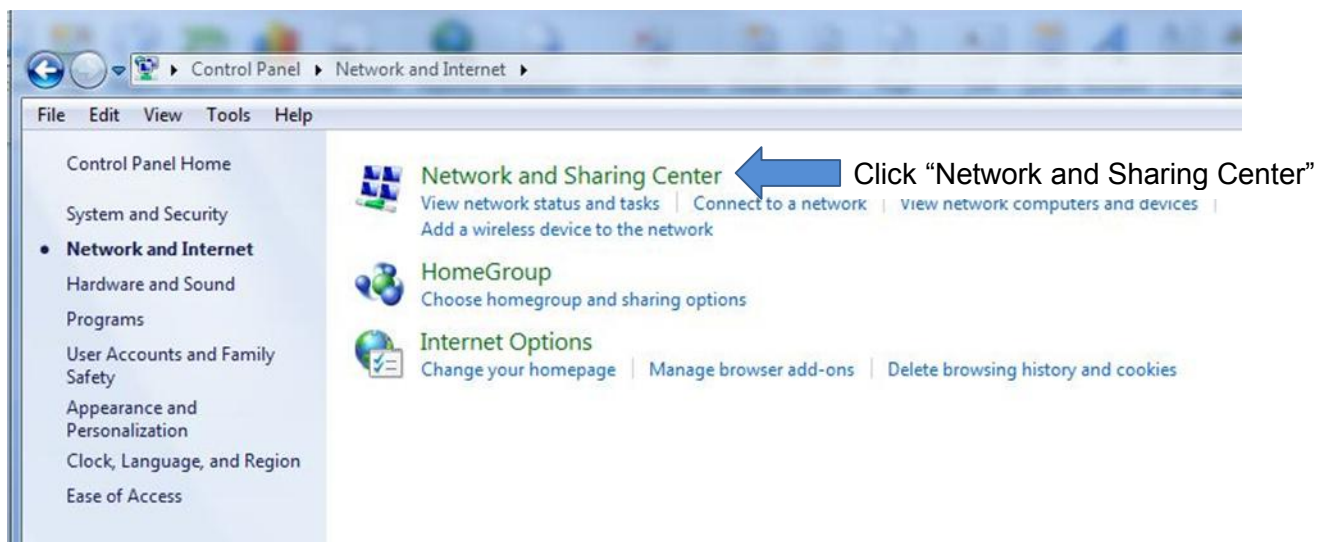 Control Panel Network and Internet
File Edit View Tools Help
Control Panel Home
System and Security
Network and Internet
Hardware and Sound
Programs
User Accounts and Family
Safety
Appearance and
Personalization
Clock, Language, and Region
Ease of Access
Network and Sharing Center
Click “Network and Sharing Center”
View network status and tasks | Connect to a network | View network computers and devices |
Add a wireless device to the network
HomeGroup
Choose homegroup and sharing options
Internet Options
Change your homepage | Manage browser add-ons | Delete browsing history and cookies